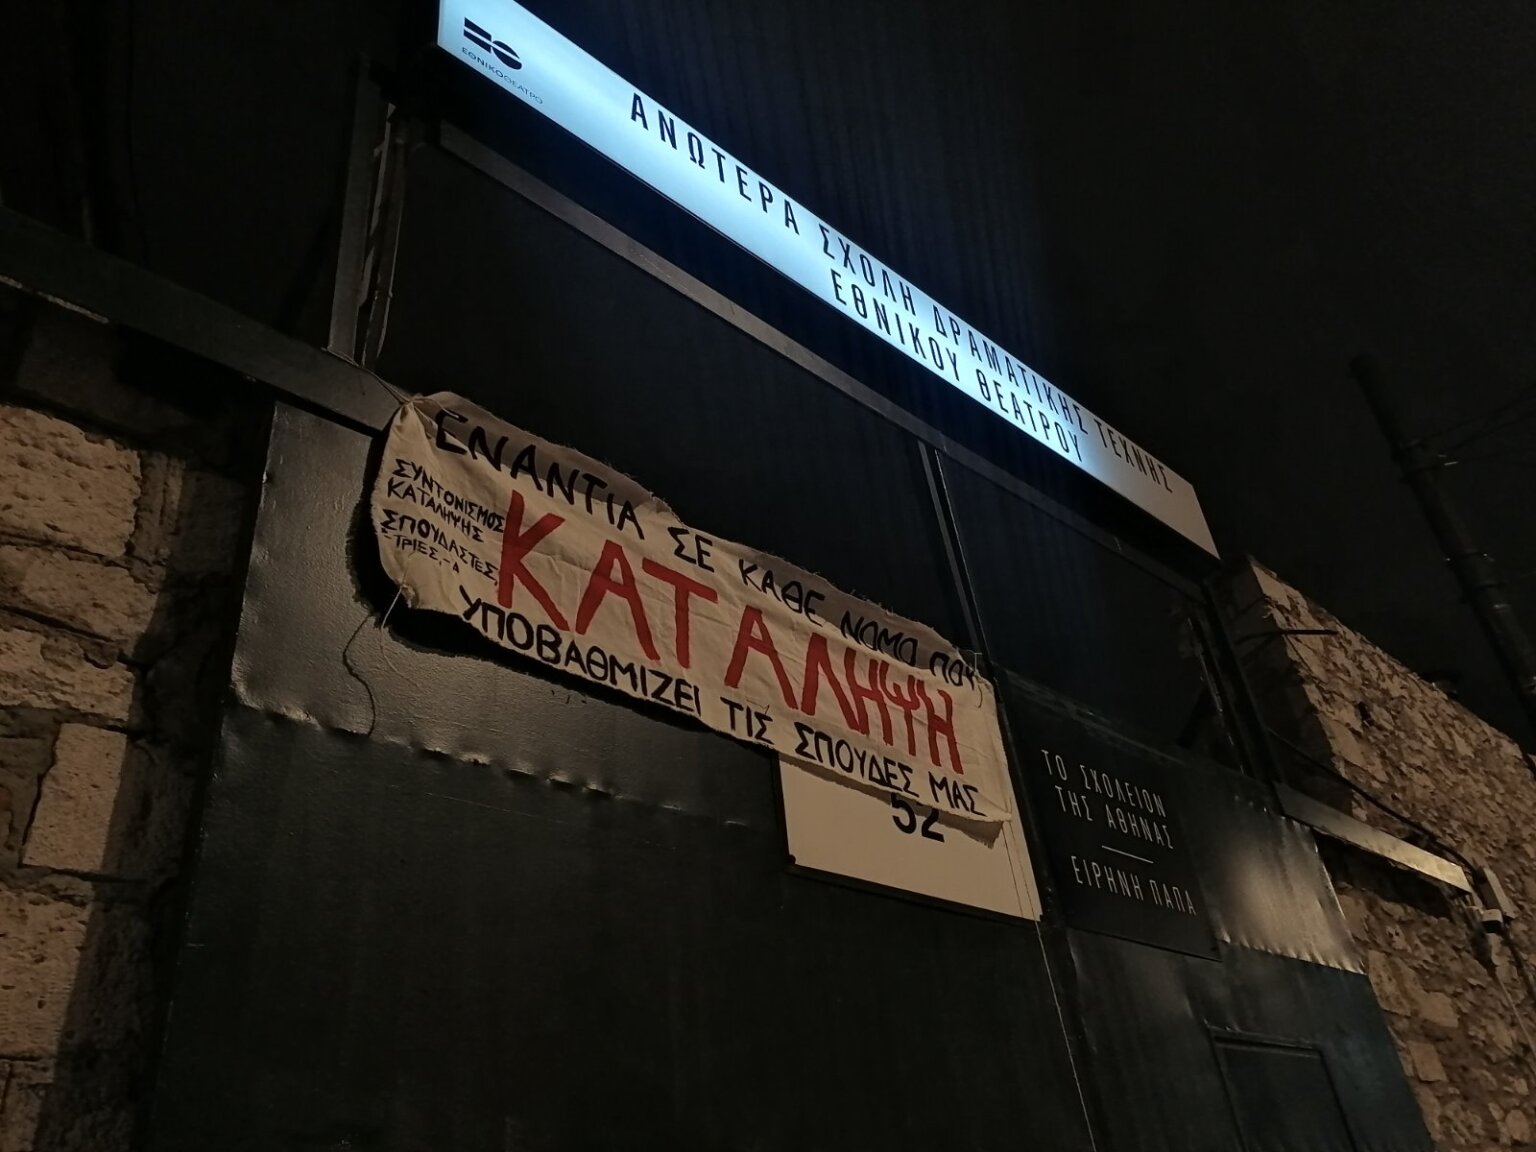 ΕΘΝΙΚΟ ΘΕΑΤΡΟ
ΑΝΩΤΕΡΑ ΣΧΟΛΗ ΔΡΑΜΑΤΙΚΗΣ ΤΕΧΝΗΣ
ΕΘΝΙΚΟΥ ΘΕΑΤΡΟΥ
ΕΝΑΝΤΙΑ ΣΕ ΚΑΘΕ ΝΟΜΟ ΠΟΥ
ΣΥΝΤΟΝΙΣΜΟΣ
ΚΑΤΑΛΗΨΗΣ
ΣΠΟΥΔΑΣΤΕΣ,
ΣΤΡΙΕΣ,-Α
ΚΑΤΑΛΗΨΗ
ΥΠΟΒΑΘΜΙΖΕΙ ΤΙΣ ΣΠΟΥΔΕΣ ΜΑΣ
52
ΤΟ ΣΧΟΛΕΙΟΝ
ΤΗΣ ΑΘΗΝΑΣ
ΕΙΡΗΝΗ ΠΑΠΑ